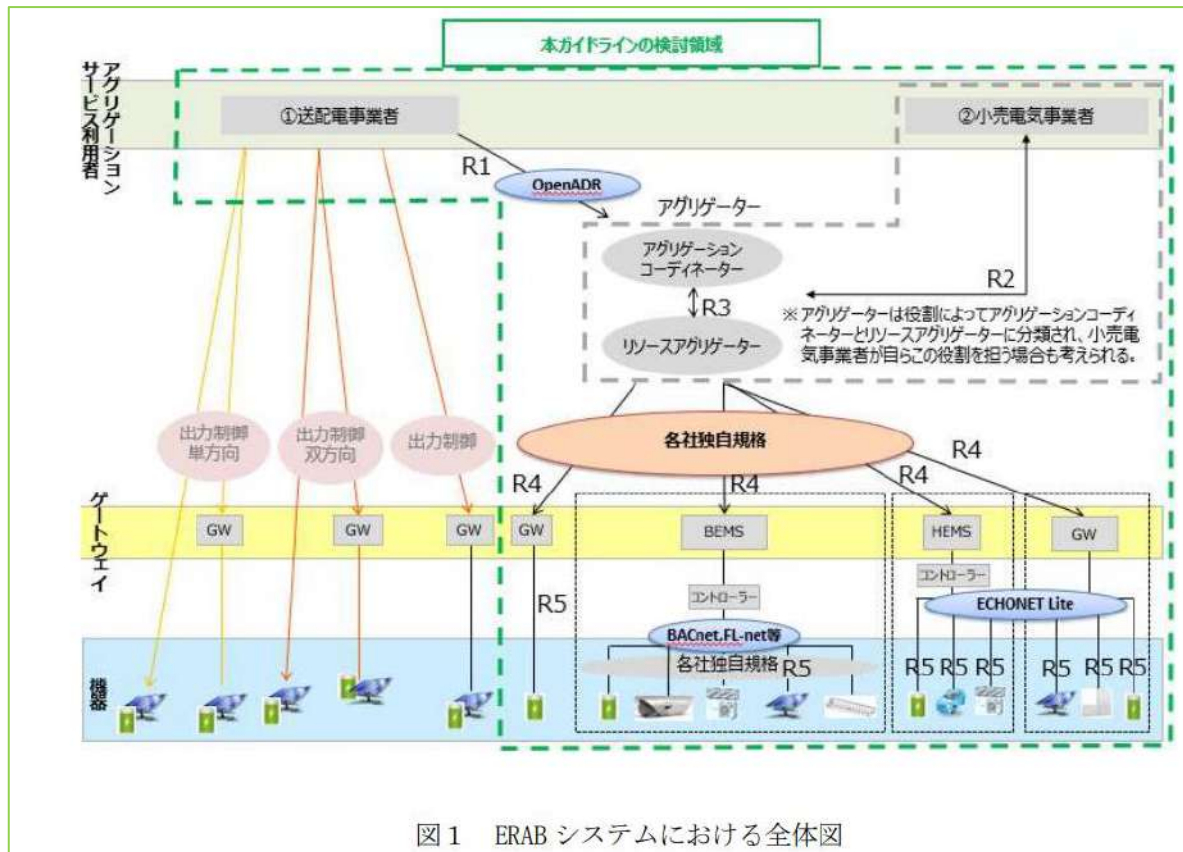 本ガイドラインの検討領域
アグリゲーション
サービス利用者
①送配電事業者
②小売電気事業者
R1
OpenADR
アグリゲーター
アグリゲーション
コーディネーター
R3
リソースアグリゲーター
R2
※アグリゲーターは役割によってアグリゲーションコーディ
ネーターとリソースアグリゲーターに分類され、小売電
気事業者が自らこの役割を担う場合も考えられる。
出力制御
単方向
出力制御
双方向
出力制御
各社独自規格
R4
R4
R4
R4
ゲートウェイ
GW
GW
GW
GW
BEMS
HEMS
GW
コントローラー
コントローラー
R5
ECHONET Lite
BACnet,FL-net等
各社独自規格
R5
R5
R5
R5
R5
R5
R5
機器
図1 ERABシステムにおける全体図